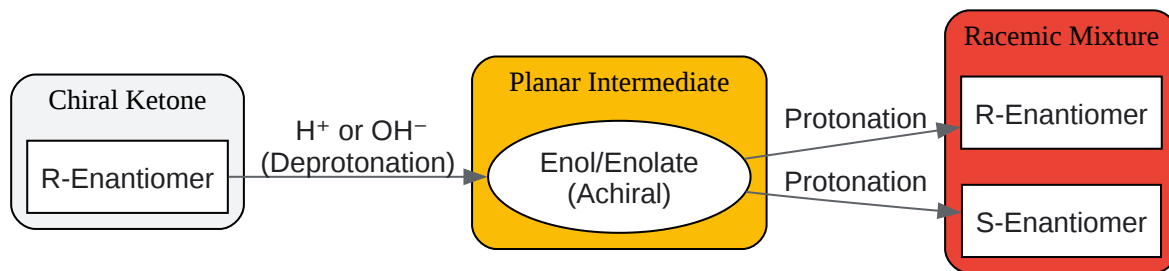 Chiral Ketone
R-Enantiomer
H⁺ or OH⁻
(Deprotonation)
Planar Intermediate
Enol/Enolate
(Achiral)
Protonation
Protonation
Racemic Mixture
R-Enantiomer
S-Enantiomer